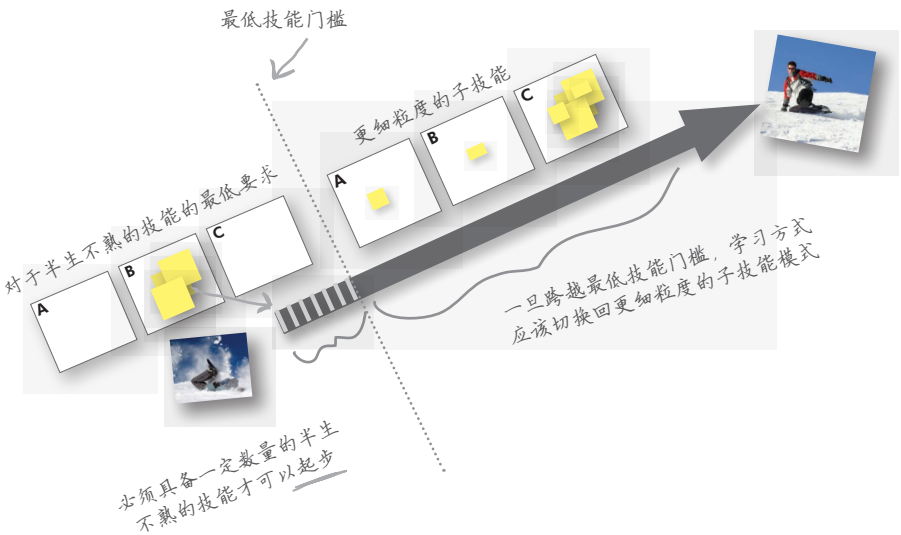 最低技能门槛
更细粒度的子技能
A
B
C
对于半生不熟的技能的最低要求
A
B
C
一旦跨越最低技能门槛，学习方式
应该切换回更细粒度的子技能模式
必须具备一定数量的半生
不熟的技能才可以起步